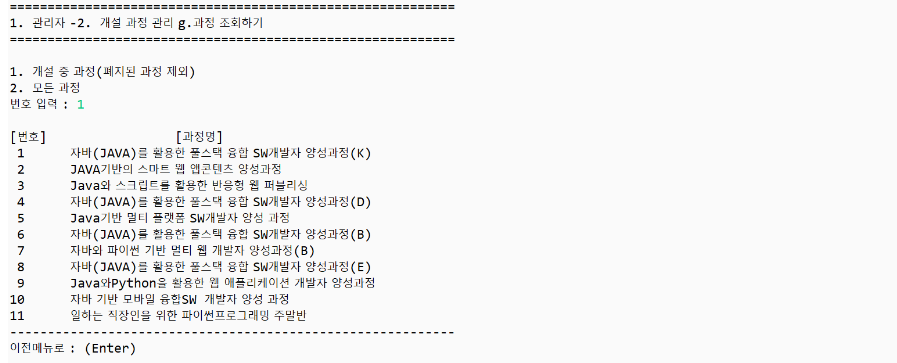 ===========================================================
1. 관리자 -2. 개설 과정 관리 g.과정 조회하기
===========================================================
1. 개설 중 과정(폐지된 과정 제외)
2. 모든 과정
번호 입력 : 1
[번호] [과정명]
1 자바(JAVA)를 활용한 풀스택 융합 SW개발자 양성과정(K)
2 JAVA기반의 스마트 웹 앱콘텐츠 양성과정
3 Java와 스크립트를 활용한 반응형 웹 퍼블리싱
4 자바(JAVA)를 활용한 풀스택 융합 SW개발자 양성과정(D)
5 Java기반 멀티 플랫폼 SW개발자 양성 과정
6 자바(JAVA)를 활용한 풀스텍 융합 SW개발자 양성과정(B)
7 자바와 파이썬 기반 멀티 웹 개발자 양성과정(B)
8 자바(JAVA)를 활용한 풀스택 융합 SW개발자 양성과정(E)
9 Java와Python을 활용한 웹 애플리케이션 개발자 양성과정
10 자바 기반 모바일 융합SW 개발자 양성 과정
11 일하는 직장인을 위한 파이썬프로그래밍 주말반
-----------------------------------------------------------
이전메뉴로 : (Enter)